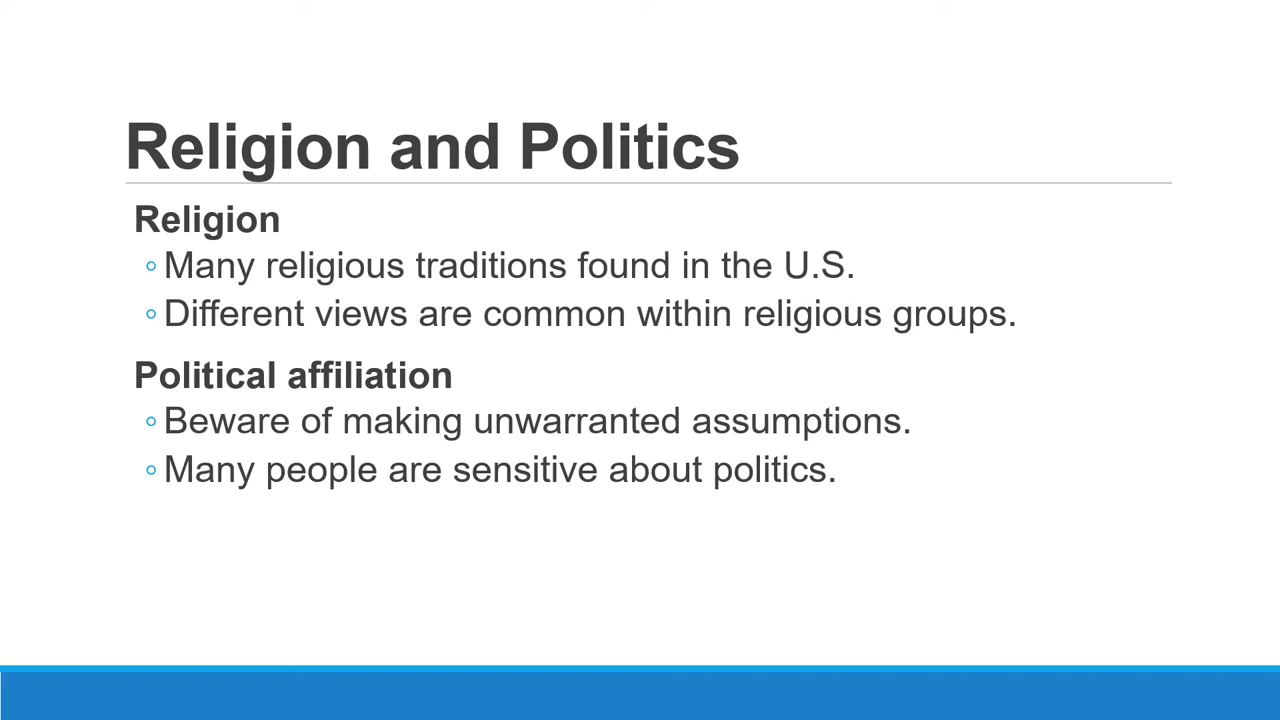 Religion and Politics
Religion
◦ Many religious traditions found in the U.S.
◦ Different views are common within religious groups.
Political affiliation
◦ Beware of making unwarranted assumptions.
◦ Many people are sensitive about politics.